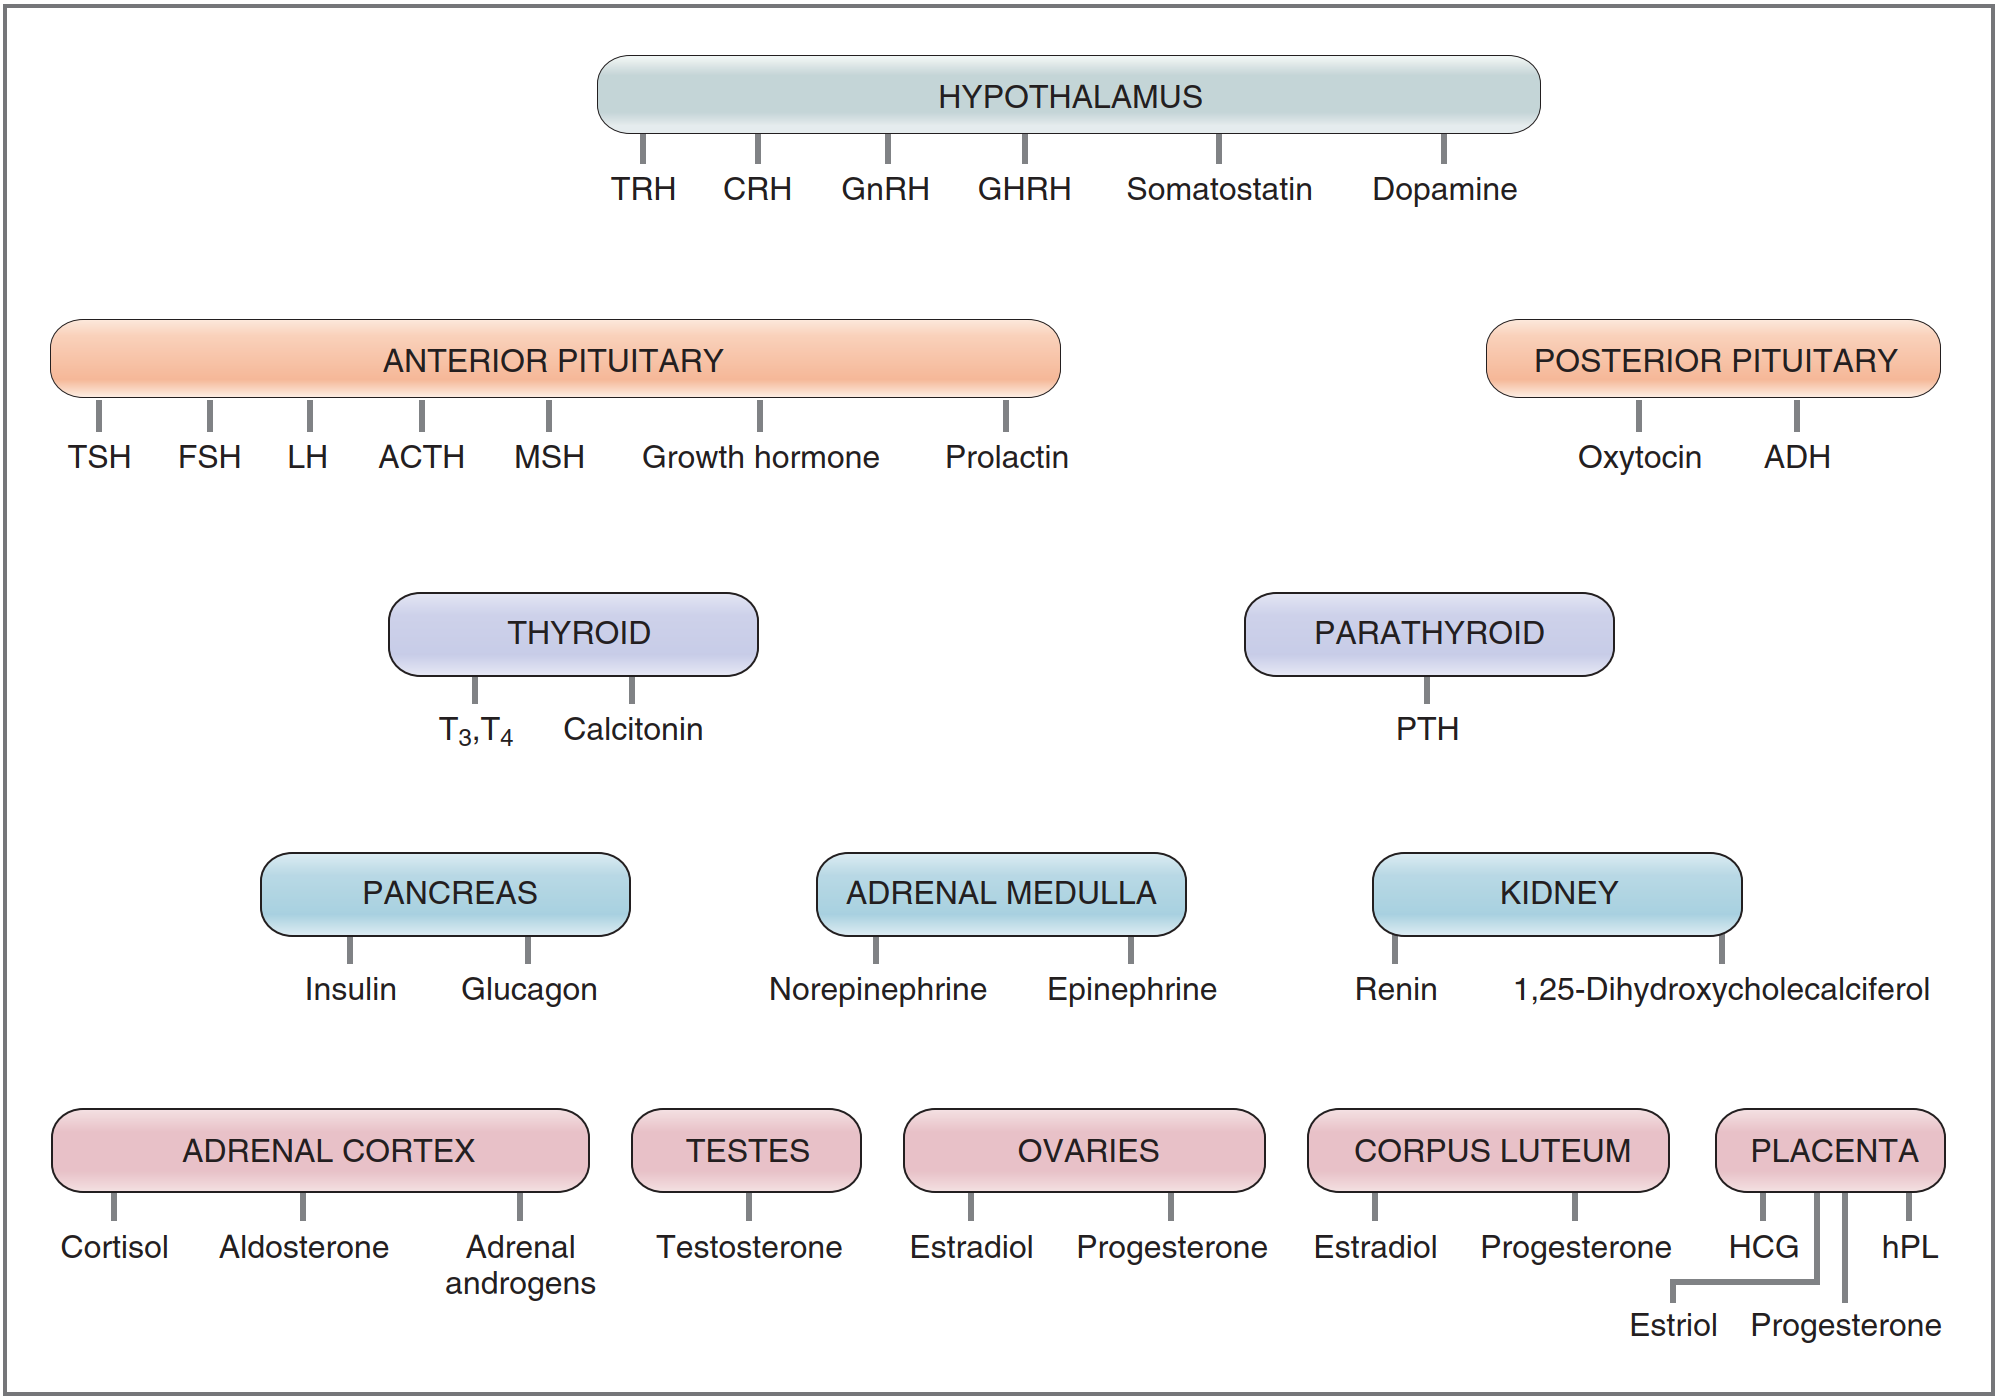 HYPOTHALAMUS
TRH CRH GnRH GHRH Somatostatin Dopamine
ANTERIOR PITUITARY POSTERIOR PITUITARY
TSH FSH LH ACTH MSH Growth hormone Prolactin Oxytocin ADH
THYROID PARATHYROID
T₃,T₄ Calcitonin PTH
PANCREAS ADRENAL MEDULLA KIDNEY
Insulin Glucagon Norepinephrine Epinephrine Renin 1,25-Dihydroxycholecalciferol
ADRENAL CORTEX TESTES OVARIES CORPUS LUTEUM PLACENTA
Cortisol Aldosterone Adrenal Testosterone Estradiol Progesterone Estradiol Progesterone HCG hPL
androgens
Estriol Progesterone